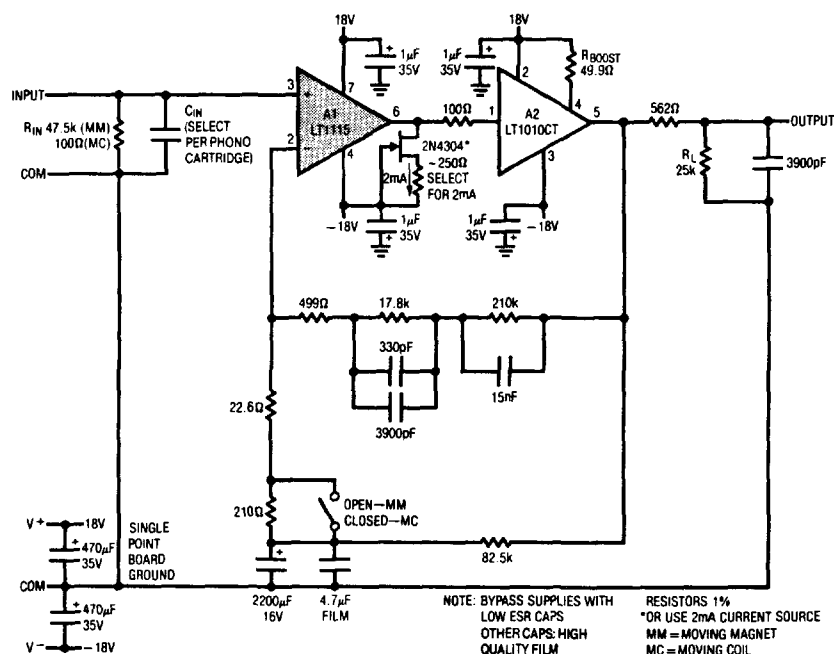 18V
18V
1μF
35V
1μF
35V
RBOOST
49.9Ω
INPUT
3
+
7
A1
LT1115
6
2
−
4
100Ω
1
2
A2
LT1010CT
4
5
3
562Ω
OUTPUT
RIN 47.5k (MM)
100Ω(MC)
CIN
(SELECT
PER PHONO
CARTRIDGE)
COM
2N4304*
~250Ω
SELECT
FOR 2mA
2mA
RL
25k
3900pF
−18V
1μF
35V
1μF
35V
−18V
499Ω
17.8k
210k
330pF
3900pF
15nF
22.6Ω
210Ω
OPEN—MM
CLOSED—MC
82.5k
V+
18V
470μF
35V
COM
470μF
35V
V−
−18V
SINGLE
POINT
BOARD
GROUND
2200μF
16V
4.7μF
FILM
NOTE: BYPASS SUPPLIES WITH
LOW ESR CAPS
OTHER CAPS: HIGH
QUALITY FILM
RESISTORS 1%
*OR USE 2mA CURRENT SOURCE
MM = MOVING MAGNET
MC = MOVING COIL